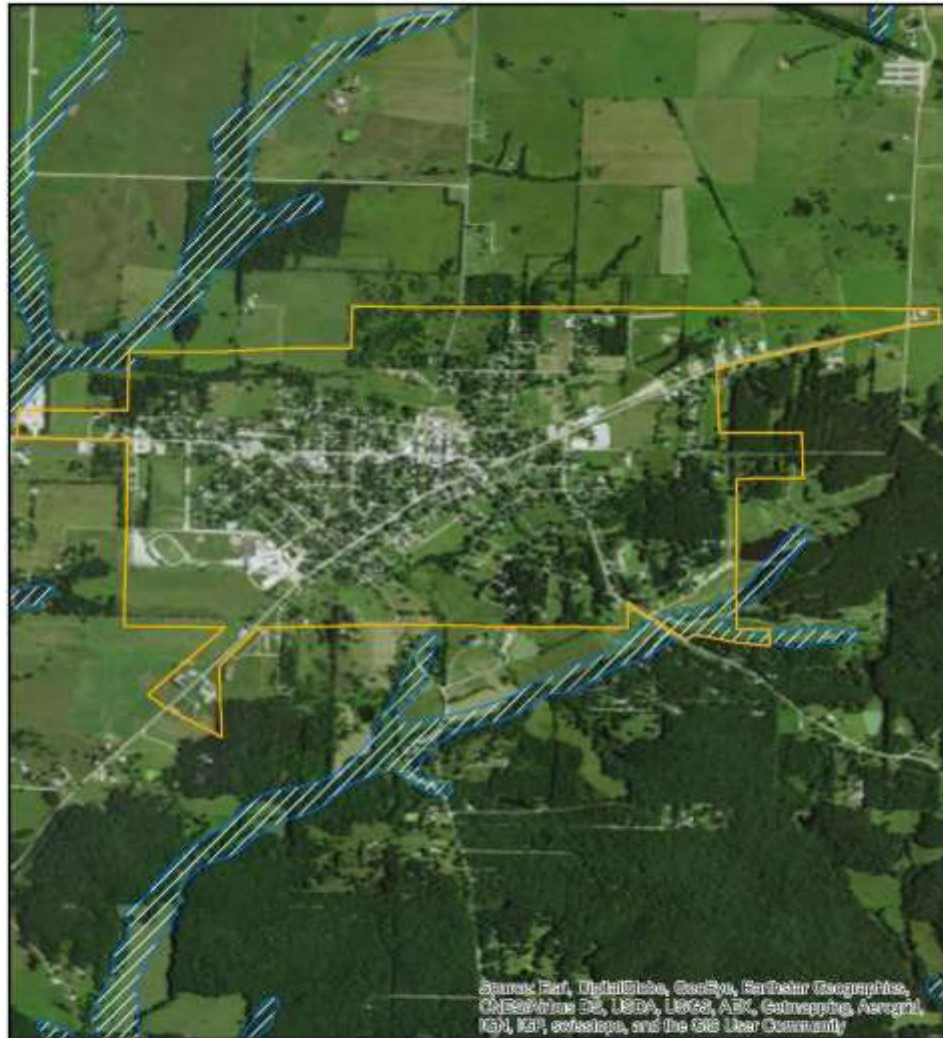 Source: Esri, DigitalGlobe, GeoEye, Earthstar Geographics,
CNES/Airbus DS, USDA, USGS, AEX, Getmapping, Aerogrid,
IGN, IGP, swisstopo, and the GIS User Community